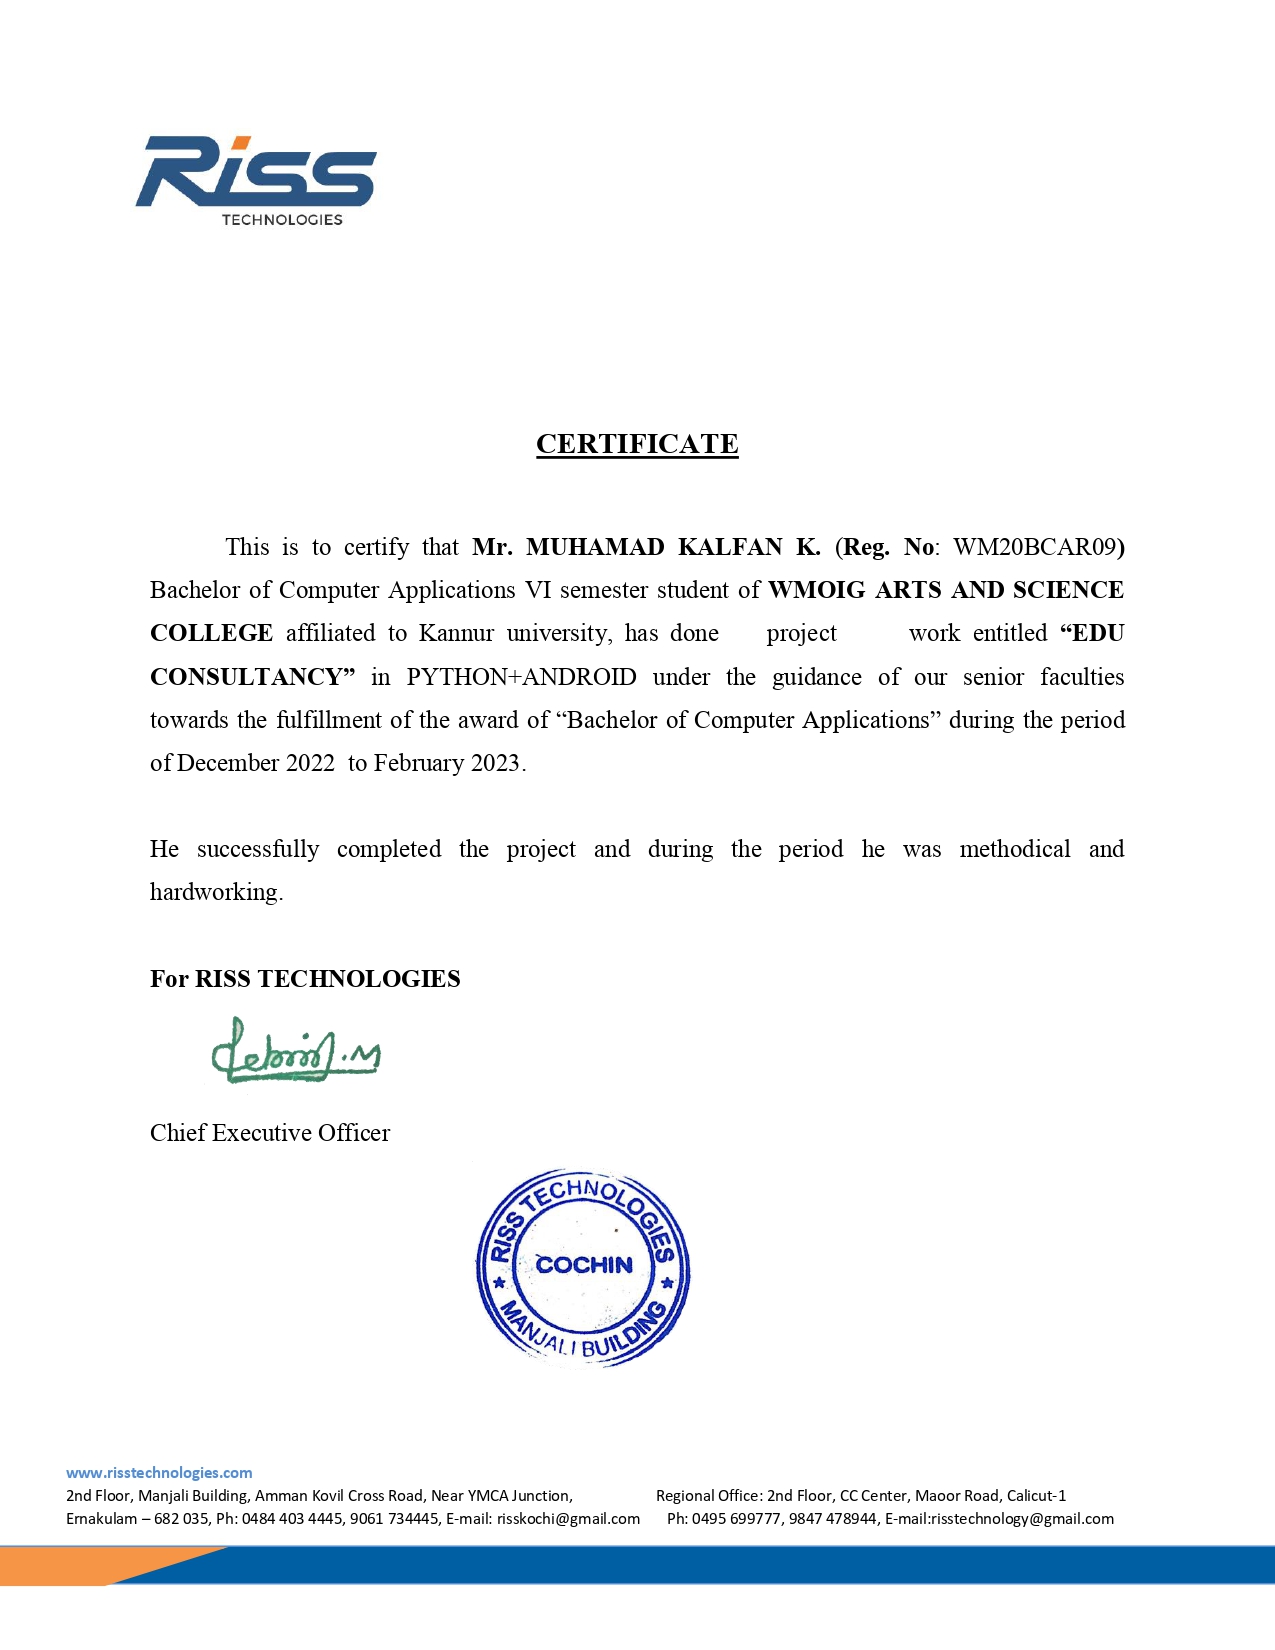 Riss
TECHNOLOGIES
CERTIFICATE
This is to certify that Mr. MUHAMAD KALFAN K. (Reg. No: WM20BCAR09)
Bachelor of Computer Applications VI semester student of WMOIG ARTS AND SCIENCE
COLLEGE affiliated to Kannur university, has done project work entitled “EDU
CONSULTANCY” in PYTHON+ANDROID under the guidance of our senior faculties
towards the fulfillment of the award of “Bachelor of Computer Applications” during the period
of December 2022 to February 2023.
He successfully completed the project and during the period he was methodical and
hardworking.
For RISS TECHNOLOGIES
Chief Executive Officer
RISS TECHNOLOGIES
COCHIN
MANJALI BUILDING
www.risstechnologies.com
2nd Floor, Manjali Building, Amman Kovil Cross Road, Near YMCA Junction,
Ernakulam – 682 035, Ph: 0484 403 4445, 9061 734445, E-mail: risskochi@gmail.com
Regional Office: 2nd Floor, CC Center, Maoor Road, Calicut-1
Ph: 0495 699777, 9847 478944, E-mail:risstechnology@gmail.com